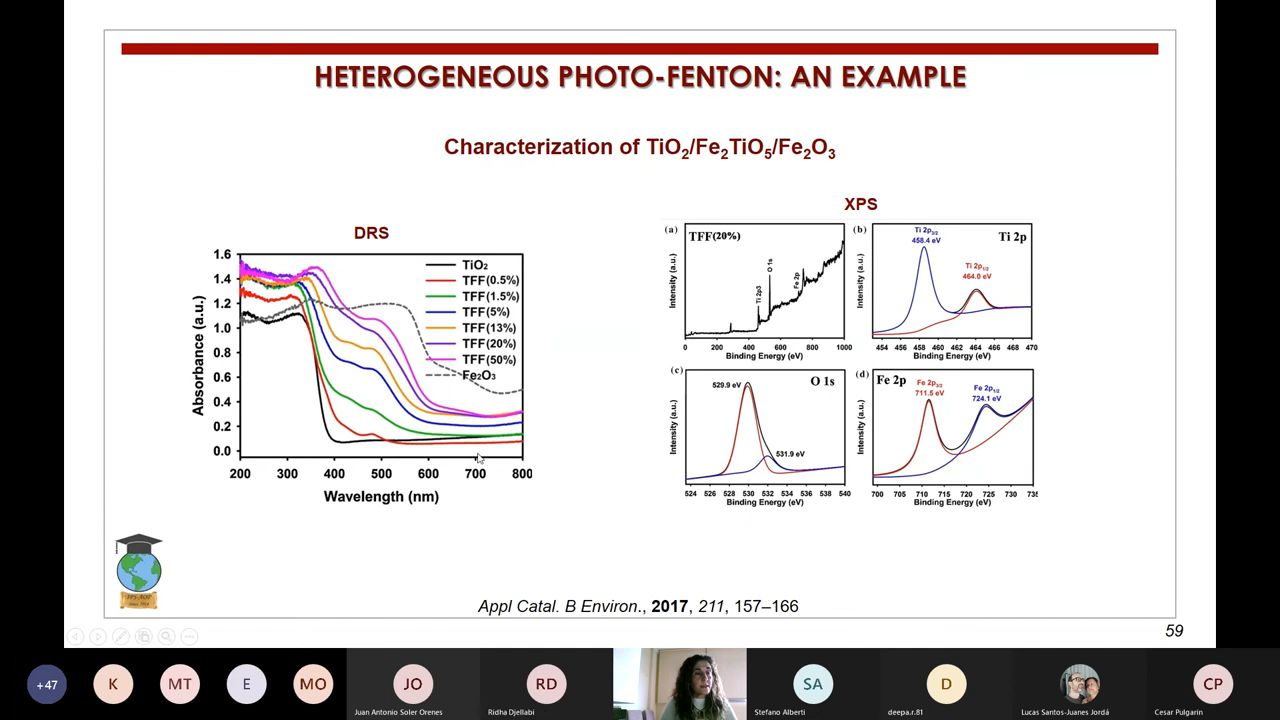 HETEROGENEOUS PHOTO-FENTON: AN EXAMPLE
Characterization of TiO2/Fe2TiO5/Fe2O3
DRS
Absorbance (a.u.)
1.6
1.4
1.2
1.0
0.8
0.6
0.4
0.2
0.0
TiO2
TFF(0.5%)
TFF(1.5%)
TFF(5%)
TFF(13%)
TFF(20%)
TFF(50%)
Fe2O3
200 300 400 500 600 700 800
Wavelength (nm)
XPS
(a)
TFF(20%)
Intensity (a.u.)
Ti 2p3
O 1s
Fe 2p
0 200 400 600 800 1000
Binding Energy (eV)
(b)
Ti 2p3/2
458.4 eV
Ti 2p
Ti 2p1/2
464.0 eV
Intensity (a.u.)
454 456 458 460 462 464 466 468 470
Binding Energy (eV)
(c)
529.9 eV
O 1s
531.9 eV
Intensity (a.u.)
524 526 528 530 532 534 536 538 540
Binding Energy (eV)
(d)
Fe 2p
Fe 2p3/2
711.5 eV
Fe 2p1/2
724.1 eV
Intensity (a.u.)
700 705 710 715 720 725 730 735
Binding Energy (eV)
Appl Catal. B Environ., 2017, 211, 157–166
59
+47
K
MT
E
MO
JO
Juan Antonio Soler Orenes
RD
Ridha Djellabi
SA
Stefano Alberti
D
deepa.r.81
Lucas Santos-Juanes Jordá
CP
Cesar Pulgarin